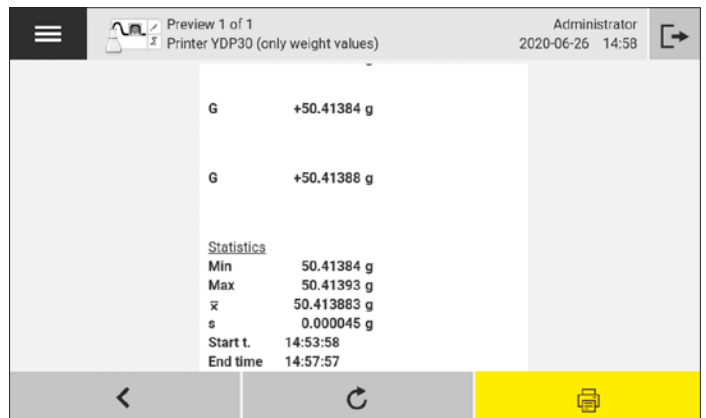 Preview 1 of 1
Printer YDP30 (only weight values)
Administrator
2020-06-26 14:58
G +50.41384 g
G +50.41388 g
Statistics
Min 50.41384 g
Max 50.41393 g
x̅ 50.413883 g
s 0.000045 g
Start t. 14:53:58
End time 14:57:57